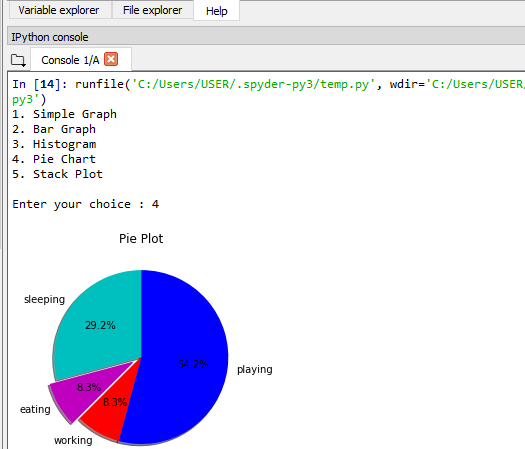 Variable explorer File explorer Help
IPython console
Console 1/A
In [14]: runfile('C:/Users/USER/.spyder-py3/temp.py', wdir='C:/Users/USER/
py3')
1. Simple Graph
2. Bar Graph
3. Histogram
4. Pie Chart
5. Stack Plot
Enter your choice : 4
Pie Plot
sleeping
29.2%
54.2%
playing
8.3%
8.3%
eating
working